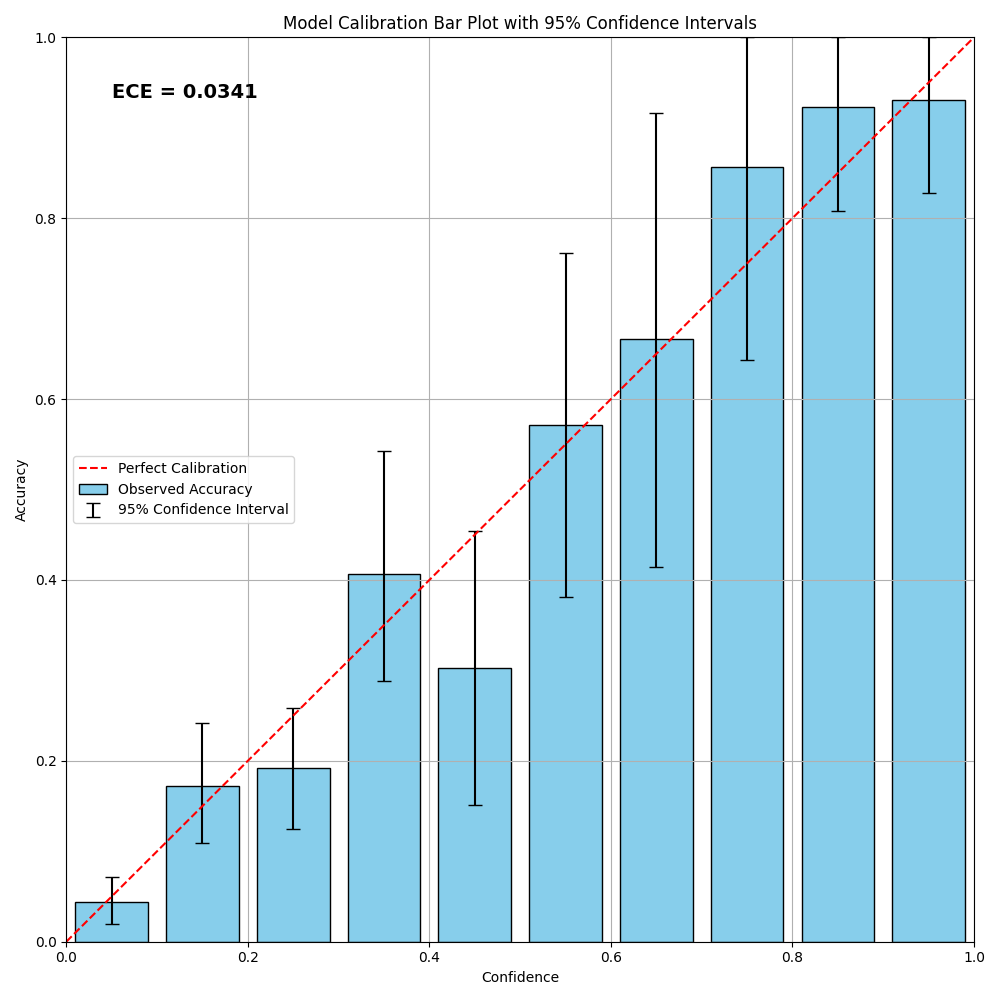 Model Calibration Bar Plot with 95% Confidence Intervals
1.0
ECE = 0.0341
0.8
0.6
Accuracy
Perfect Calibration
Observed Accuracy
95% Confidence Interval
0.4
0.2
0.0
0.0 0.2 0.4 0.6 0.8 1.0
Confidence